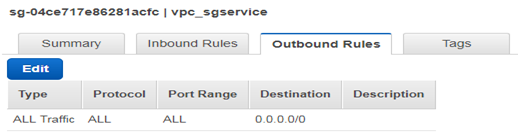 sg-04ce717e86281acfc | vpc_sgservice
Summary Inbound Rules Outbound Rules Tags
Edit
Type Protocol Port Range Destination Description
ALL Traffic ALL ALL 0.0.0.0/0